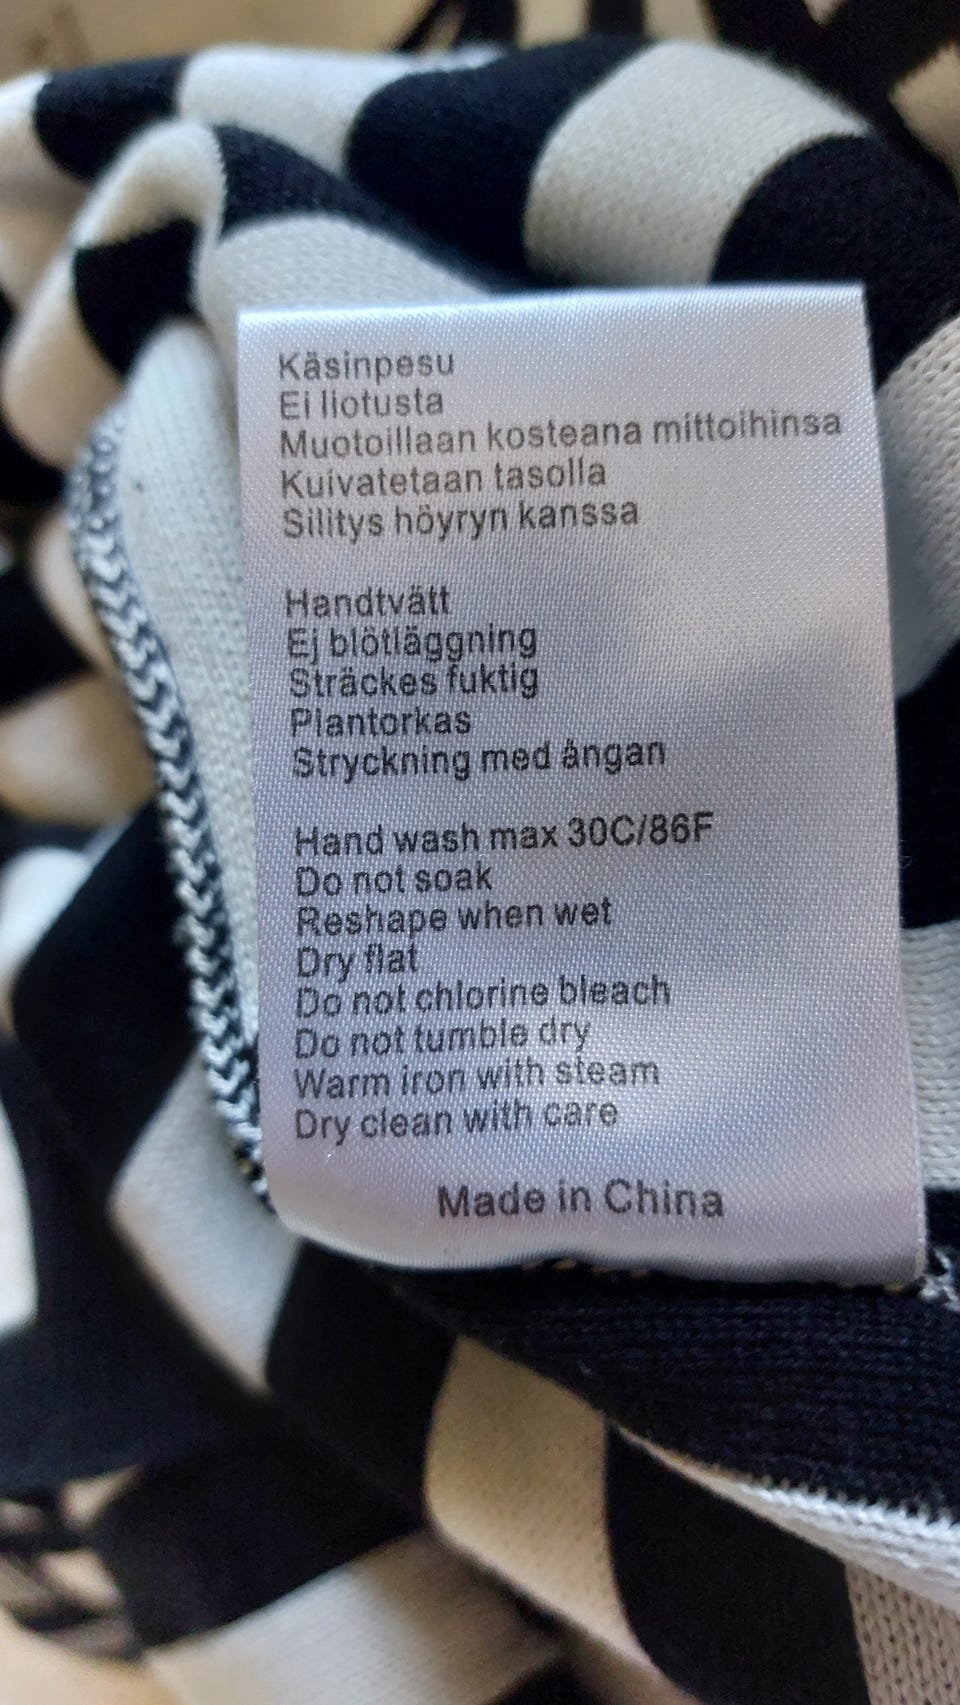 Käsinpesu
Ei liotusta
Muotoillaan kosteana mittoihinsa
Kuivatetaan tasolla
Silitys höyryn kanssa
Handtvätt
Ej blötläggning
Sträckes fuktig
Plantorkas
Stryckning med ångan
Hand wash max 30C/86F
Do not soak
Reshape when wet
Dry flat
Do not chlorine bleach
Do not tumble dry
Warm iron with steam
Dry clean with care
Made in China